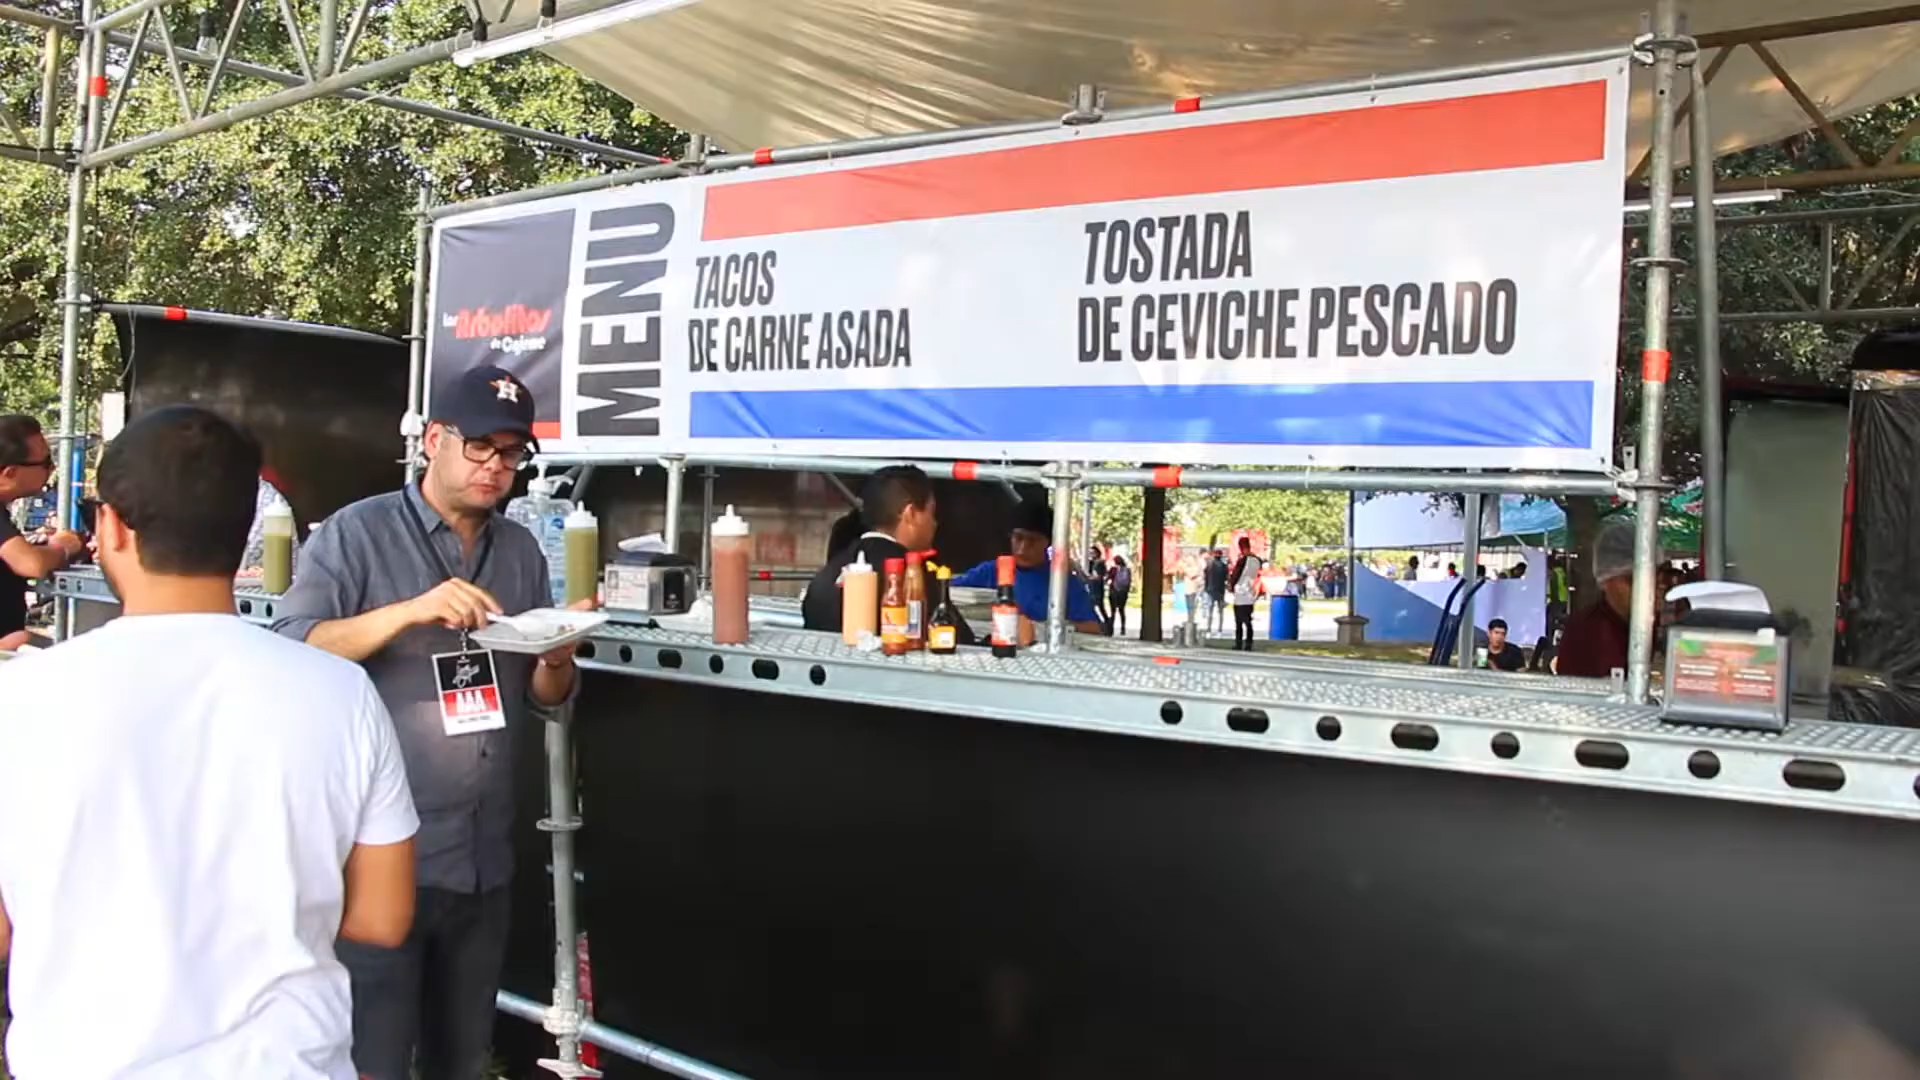 Los Arbolitos
de Cajeme
MENU
TACOS
DE CARNE ASADA
TOSTADA
DE CEVICHE PESCADO
H
AAA